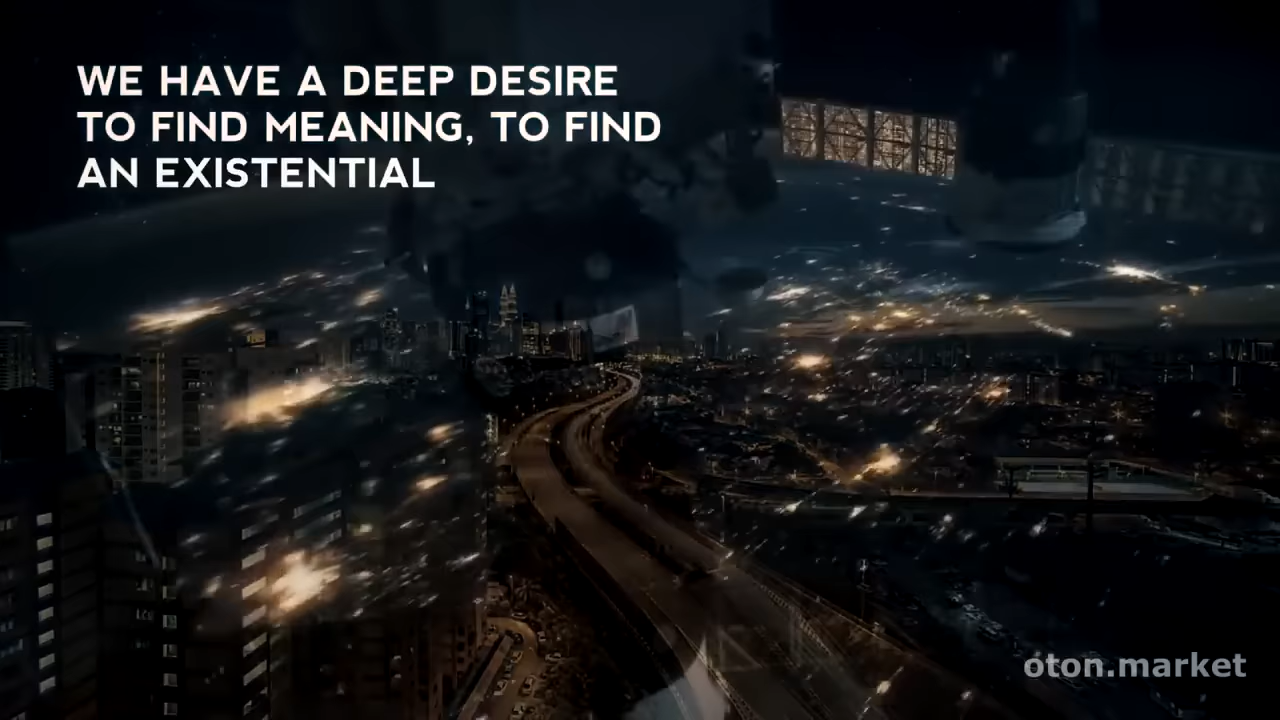 WE HAVE A DEEP DESIRE
TO FIND MEANING, TO FIND
AN EXISTENTIAL
oton.market